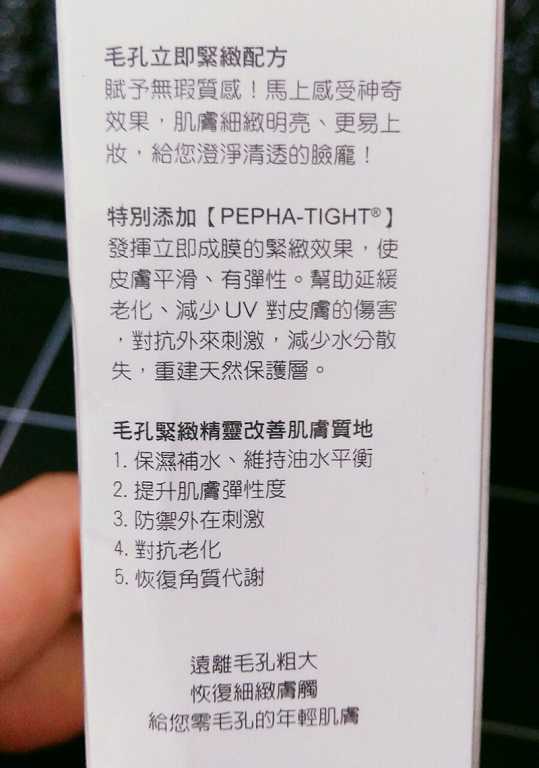 毛孔立即緊緻配方
賦予無瑕質感！馬上感受神奇
效果，肌膚細緻明亮、更易上
妝，給您澄淨清透的臉龐！
特別添加【PEPHA-TIGHT®】
發揮立即成膜的緊緻效果，使
皮膚平滑、有彈性。幫助延緩
老化、減少UV 對皮膚的傷害
，對抗外來刺激，減少水分散
失，重建天然保護層。
毛孔緊緻精靈改善肌膚質地
1. 保濕補水、維持油水平衡
2. 提升肌膚彈性度
3. 防禦外在刺激
4. 對抗老化
5. 恢復角質代謝
遠離毛孔粗大
恢復細緻膚觸
給您零毛孔的年輕肌膚